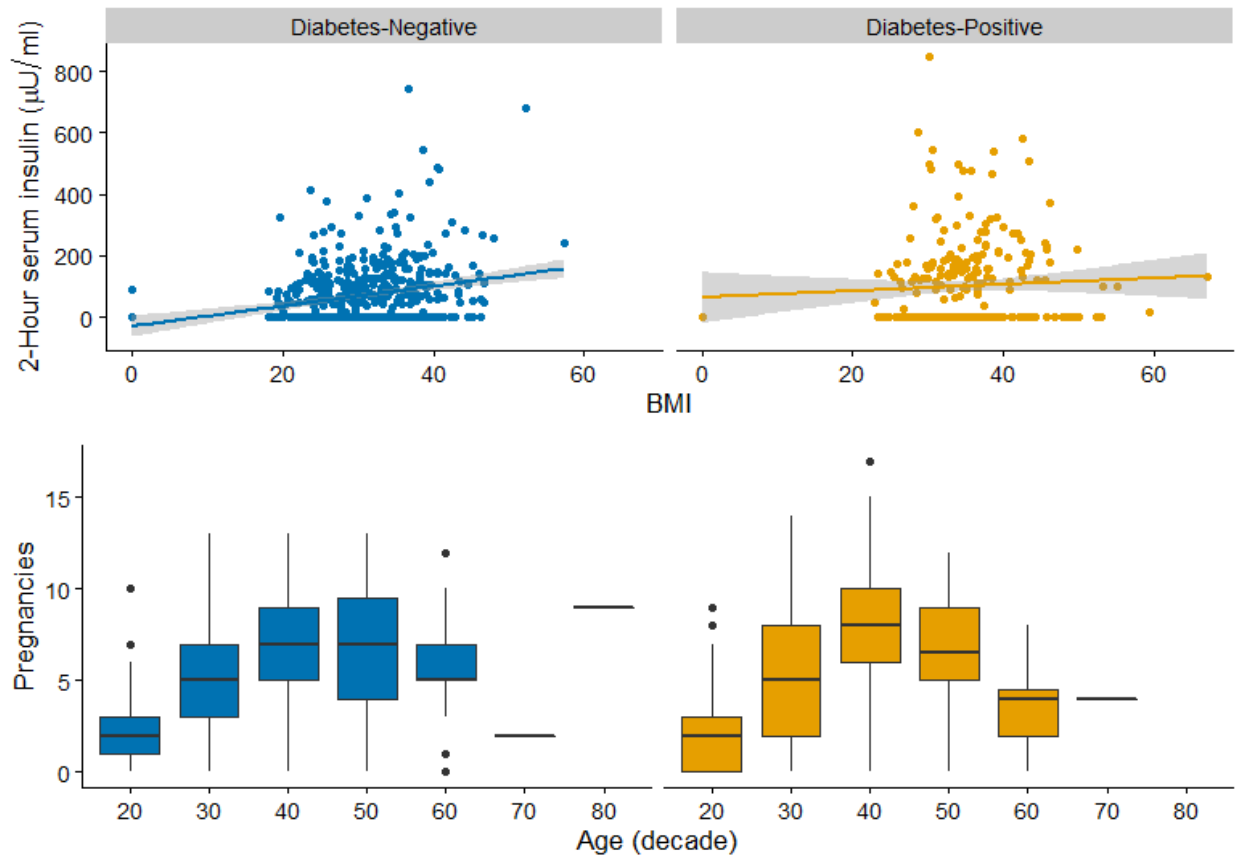 Diabetes-Negative
Diabetes-Positive
2-Hour serum insulin (μU/ml)
800
600
400
200
0
0 20 40 60
0 20 40 60
BMI
Pregnancies
15
10
5
0
20 30 40 50 60 70 80
20 30 40 50 60 70 80
Age (decade)